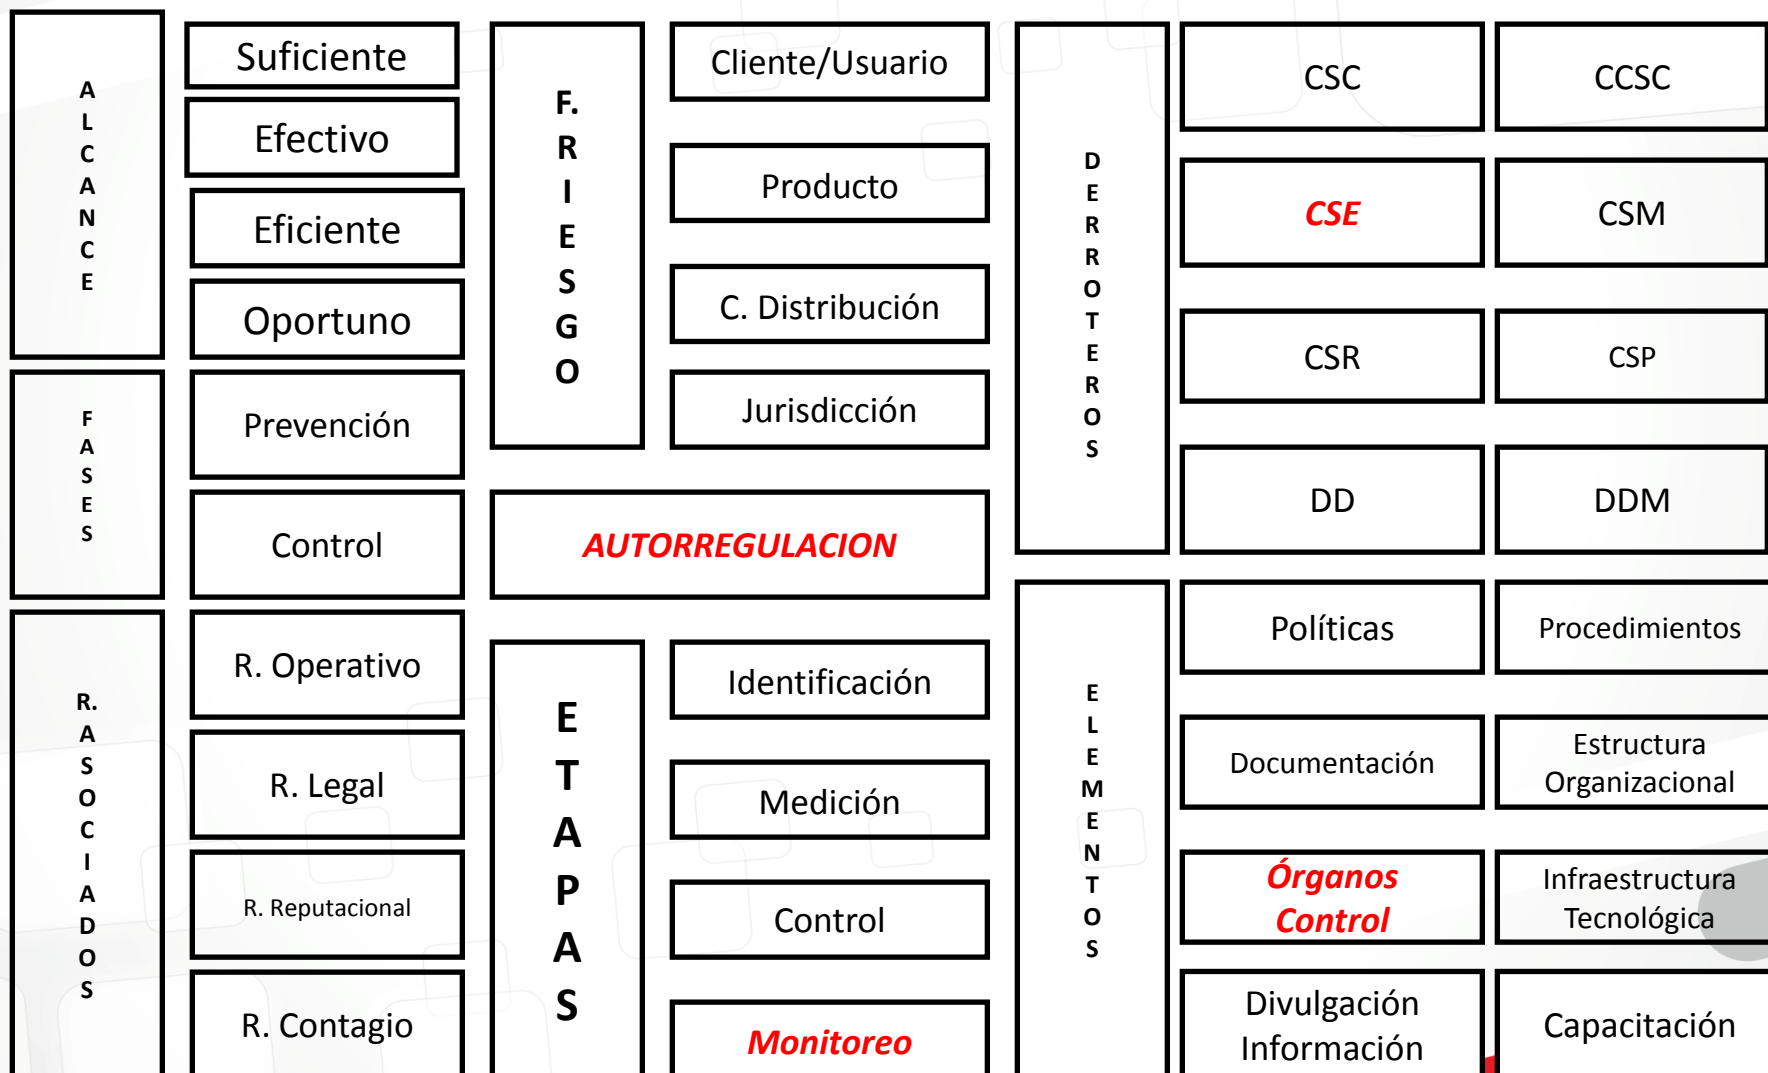 ALCANCE
Suficiente
Efectivo
Eficiente
Oportuno
FASES
Prevención
Control
R. ASOCIADOS
R. Operativo
R. Legal
R. Reputacional
R. Contagio
F. RIESGO
Cliente/Usuario
Producto
C. Distribución
Jurisdicción
AUTORREGULACION
ETAPAS
Identificación
Medición
Control
Monitoreo
DERROTEROS
CSC
CCSC
CSE
CSM
CSR
CSP
DD
DDM
ELEMENTOS
Políticas
Procedimientos
Documentación
Estructura
Organizacional
Órganos
Control
Infraestructura
Tecnológica
Divulgación
Información
Capacitación